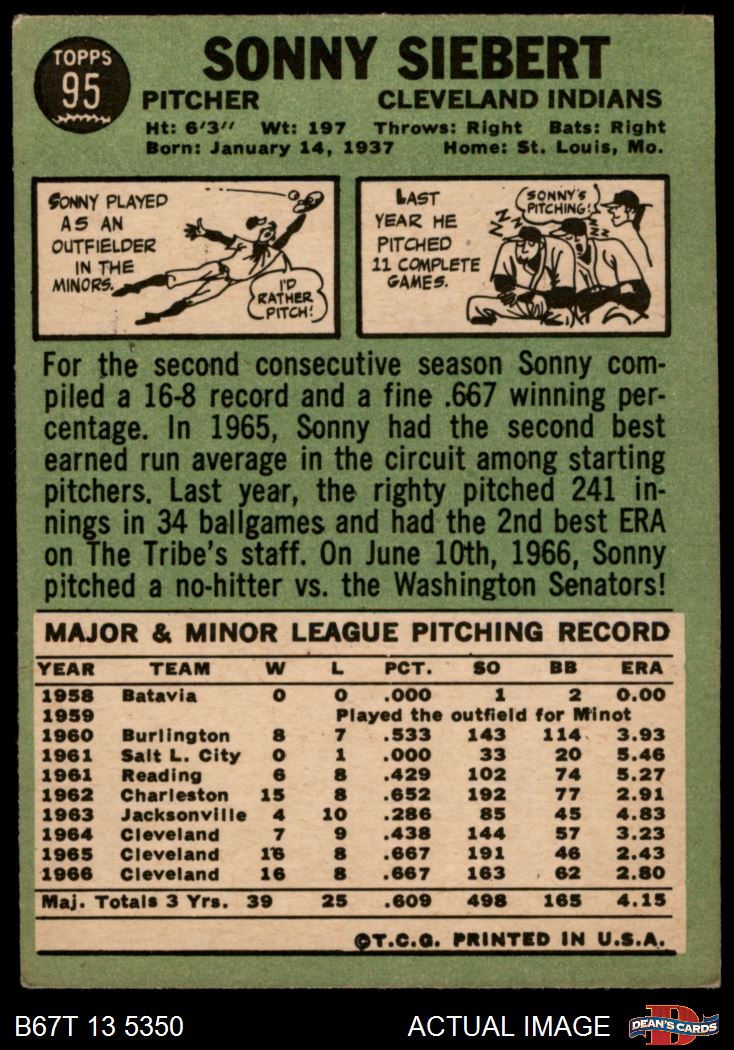 TOPPS
95
SONNY SIEBERT
PITCHER CLEVELAND INDIANS
Ht: 6'3" Wt: 197 Throws: Right Bats: Right
Born: January 14, 1937 Home: St. Louis, Mo.
SONNY PLAYED
AS AN
OUTFIELDER
IN THE
MINORS.
I'D
RATHER
PITCH!
LAST
YEAR HE
PITCHED
11 COMPLETE
GAMES.
SONNY'S
PITCHING!
Z Z Z
Z Z Z
For the second consecutive season Sonny com-
piled a 16-8 record and a fine .667 winning per-
centage. In 1965, Sonny had the second best
earned run average in the circuit among starting
pitchers. Last year, the righty pitched 241 in-
nings in 34 ballgames and had the 2nd best ERA
on The Tribe's staff. On June 10th, 1966, Sonny
pitched a no-hitter vs. the Washington Senators!
MAJOR & MINOR LEAGUE PITCHING RECORD
YEAR TEAM W L PCT. SO BB ERA
1958 Batavia 0 0 .000 1 2 0.00
1959 Played the outfield for Minot
1960 Burlington 8 7 .533 143 114 3.93
1961 Salt L. City 0 1 .000 33 20 5.46
1961 Reading 6 8 .429 102 74 5.27
1962 Charleston 15 8 .652 192 77 2.91
1963 Jacksonville 4 10 .286 85 45 4.83
1964 Cleveland 7 9 .438 144 57 3.23
1965 Cleveland 16 8 .667 191 46 2.43
1966 Cleveland 16 8 .667 163 62 2.80
Maj. Totals 3 Yrs. 39 25 .609 498 165 4.15
©T.C.G. PRINTED IN U.S.A.
B67T 13 5350 ACTUAL IMAGE
DEAN'S CARDS